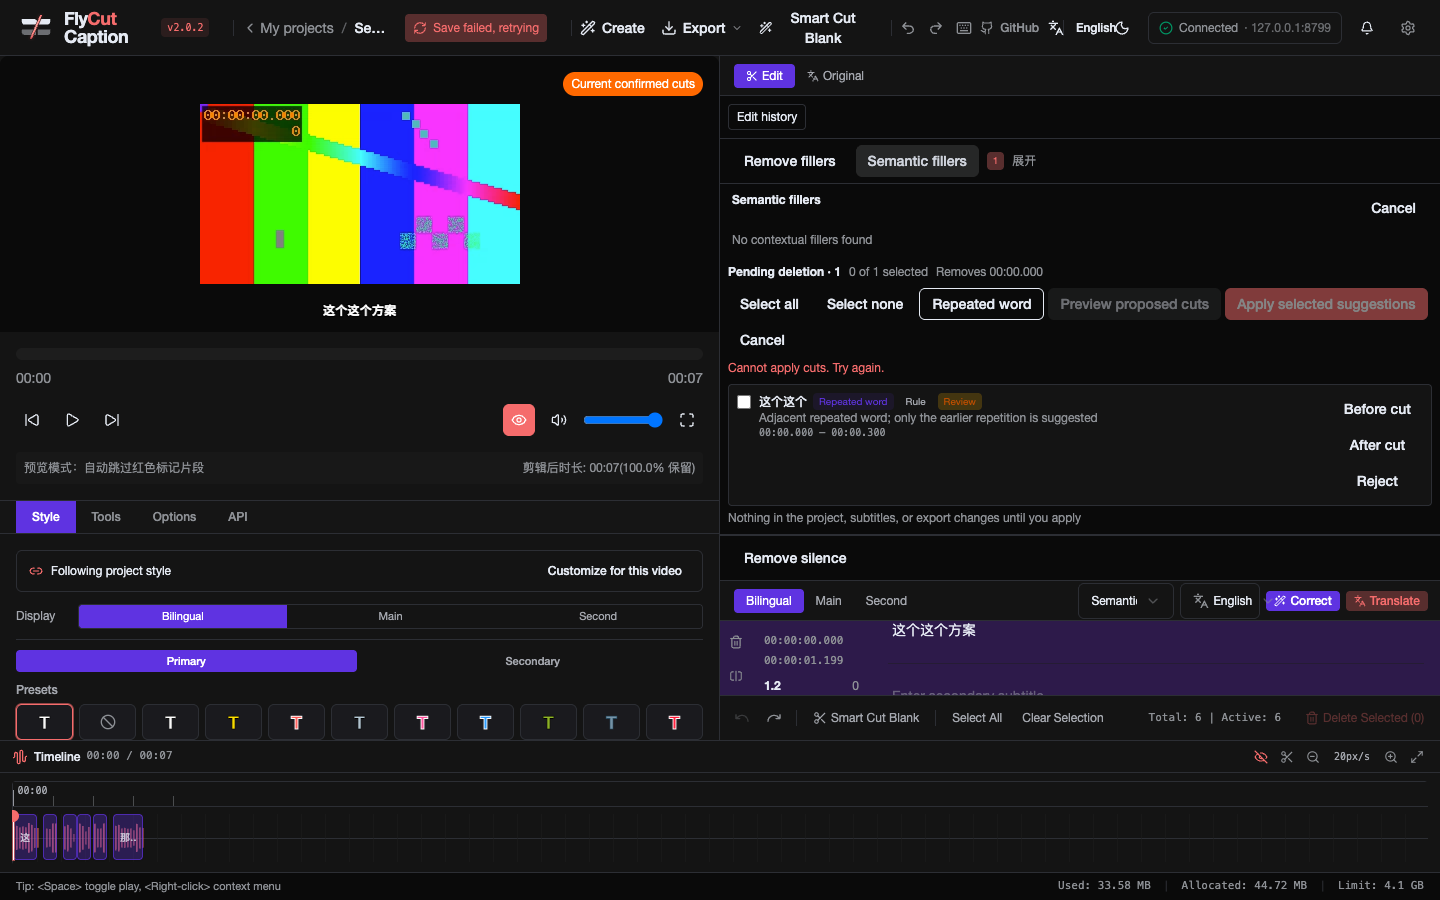 FlyCut Caption
v2.0.2
My projects / Se...
Save failed, retrying
Create
Export
Smart Cut Blank
GitHub
English
Connected · 127.0.0.1:8799
Current confirmed cuts
00:00:00.000
0
这个这个方案
00:00
00:07
预览模式：自动跳过红色标记片段
剪辑后时长: 00:07(100.0% 保留)
Style
Tools
Options
API
Following project style
Customize for this video
Display
Bilingual
Main
Second
Primary
Secondary
Presets
T
T
T
T
T
T
T
T
T
T
Edit
Original
Edit history
Remove fillers
Semantic fillers
1
展开
Semantic fillers
Cancel
No contextual fillers found
Pending deletion · 1
0 of 1 selected
Removes 00:00.000
Select all
Select none
Repeated word
Preview proposed cuts
Apply selected suggestions
Cancel
Cannot apply cuts. Try again.
这个这个
Repeated word
Rule
Review
Adjacent repeated word; only the earlier repetition is suggested
00:00.000 — 00:00.300
Before cut
After cut
Reject
Nothing in the project, subtitles, or export changes until you apply
Remove silence
Bilingual
Main
Second
Semantic
English
Correct
Translate
00:00:00.000
00:00:01.199
1.2
0
这个这个方案
Enter secondary subtitle
Smart Cut Blank
Select All
Clear Selection
Total: 6 | Active: 6
Delete Selected (0)
Timeline
00:00 / 00:07
20px/s
00:00
这
那...
Tip: <Space> toggle play, <Right-click> context menu
Used: 33.58 MB
Allocated: 44.72 MB
Limit: 4.1 GB